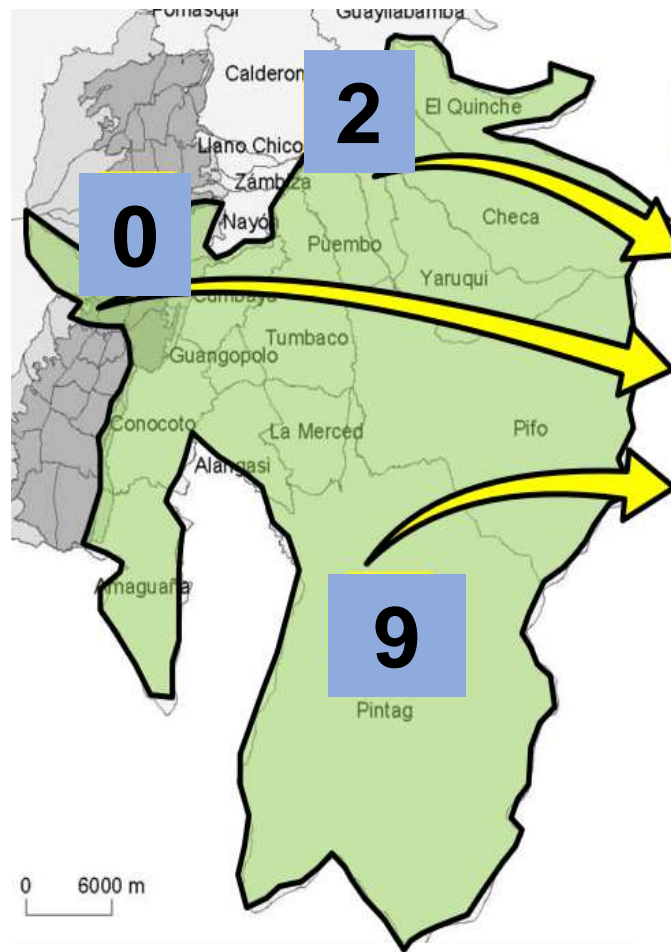 Pomasqui
Guayllabamba
Calderon
2
El Quinche
Llano Chico
Zámbiza
0
Nayón
Checa
Puembo
Yaruqui
Cumbaya
Tumbaco
Guangopolo
Conocoto
La Merced
Pifo
Alangasi
Amaguaña
9
Pintag
0 6000 m